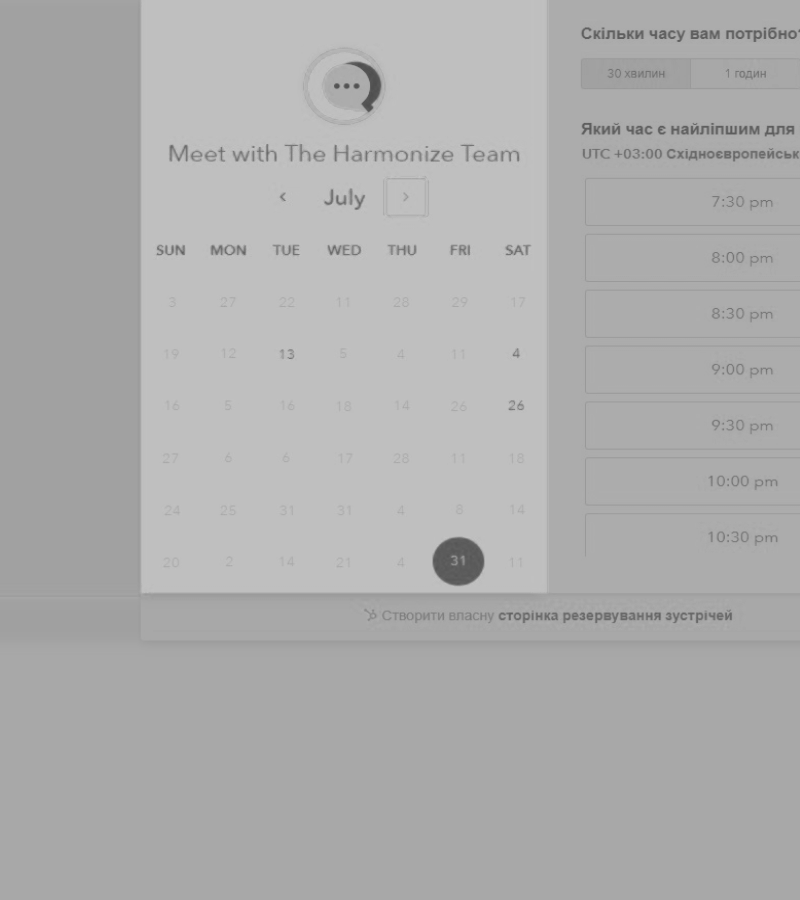 Meet with The Harmonize Team
July
SUN MON TUE WED THU FRI SAT
3 27 22 11 28 29 17
19 12 13 5 4 11 4
16 5 16 18 14 26 26
27 6 6 17 28 11 18
24 25 31 31 4 8 14
20 2 14 21 4 31 11
Скільки часу вам потрібно?
30 хвилин 1 годин
Який час є найліпшим для
UTC +03:00
7:30 pm
8:00 pm
8:30 pm
9:00 pm
9:30 pm
10:00 pm
10:30 pm
Створити власну сторінка резервування зустрічей